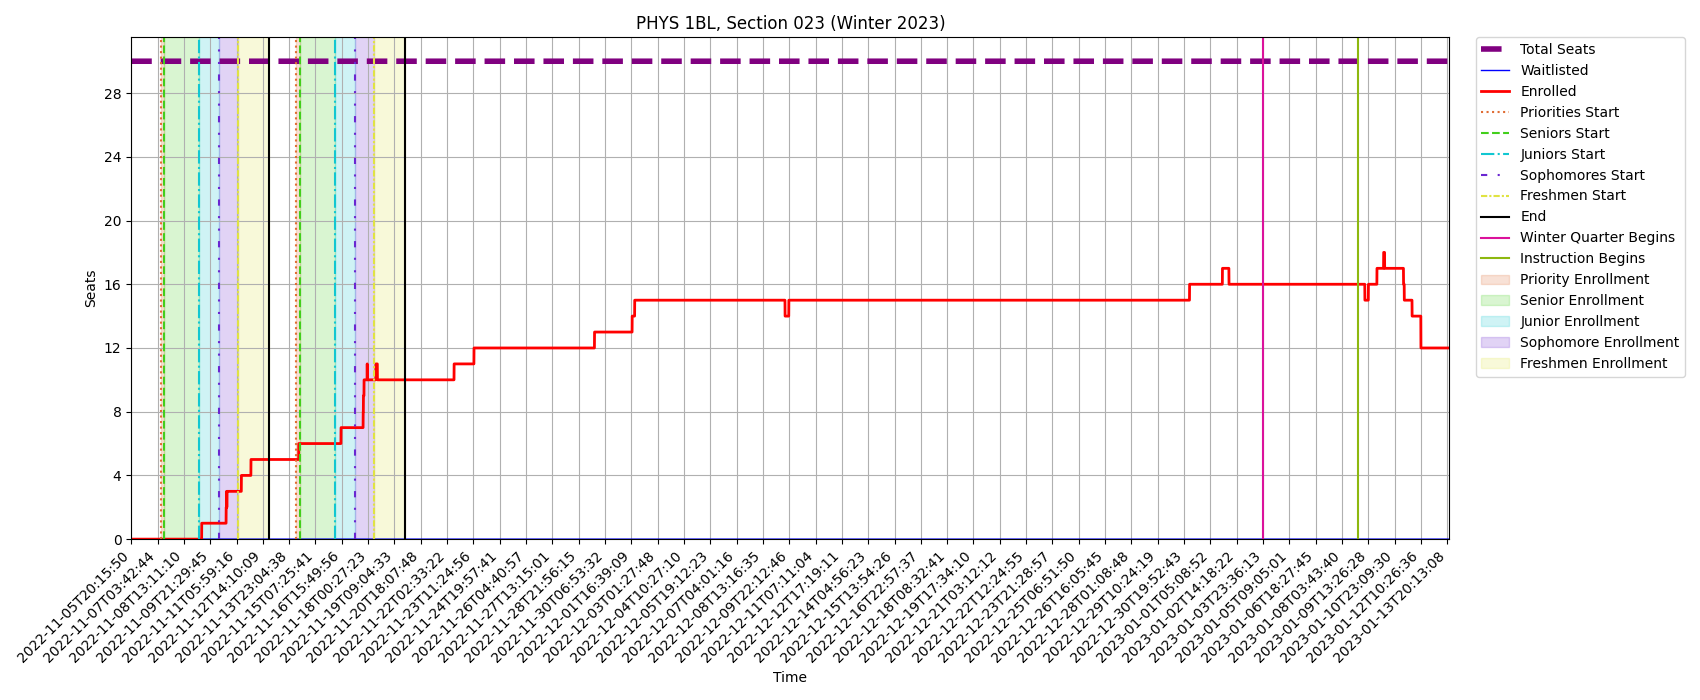 PHYS 1BL, Section 023 (Winter 2023)
Total Seats
Waitlisted
Enrolled
Priorities Start
Seniors Start
Juniors Start
Sophomores Start
Freshmen Start
End
Winter Quarter Begins
Instruction Begins
Priority Enrollment
Senior Enrollment
Junior Enrollment
Sophomore Enrollment
Freshmen Enrollment
Seats
28
24
20
16
12
8
4
0
2022-11-05T20:15:50
2022-11-07T03:42:44
2022-11-08T13:11:10
2022-11-09T21:29:45
2022-11-11T05:59:16
2022-11-12T14:10:09
2022-11-13T23:04:38
2022-11-15T07:25:41
2022-11-16T15:49:56
2022-11-18T00:27:23
2022-11-19T09:04:33
2022-11-20T18:07:48
2022-11-22T02:33:22
2022-11-23T11:24:56
2022-11-24T19:57:41
2022-11-26T04:40:57
2022-11-27T13:15:01
2022-11-28T21:56:15
2022-11-30T06:53:32
2022-12-01T16:39:09
2022-12-03T01:27:48
2022-12-04T10:27:10
2022-12-05T19:12:23
2022-12-07T04:01:16
2022-12-08T13:16:35
2022-12-09T22:12:46
2022-12-11T07:11:04
2022-12-12T17:19:11
2022-12-14T04:56:23
2022-12-15T13:54:26
2022-12-16T22:57:37
2022-12-18T08:32:41
2022-12-19T17:34:10
2022-12-21T03:12:12
2022-12-22T12:24:55
2022-12-23T21:28:57
2022-12-25T06:51:50
2022-12-26T16:05:45
2022-12-28T01:08:48
2022-12-29T10:24:19
2022-12-30T19:52:43
2023-01-01T05:08:52
2023-01-02T14:18:22
2023-01-03T23:36:13
2023-01-05T09:05:01
2023-01-06T18:27:45
2023-01-08T03:43:40
2023-01-09T13:26:28
2023-01-10T23:09:30
2023-01-12T10:26:36
2023-01-13T20:13:08
Time